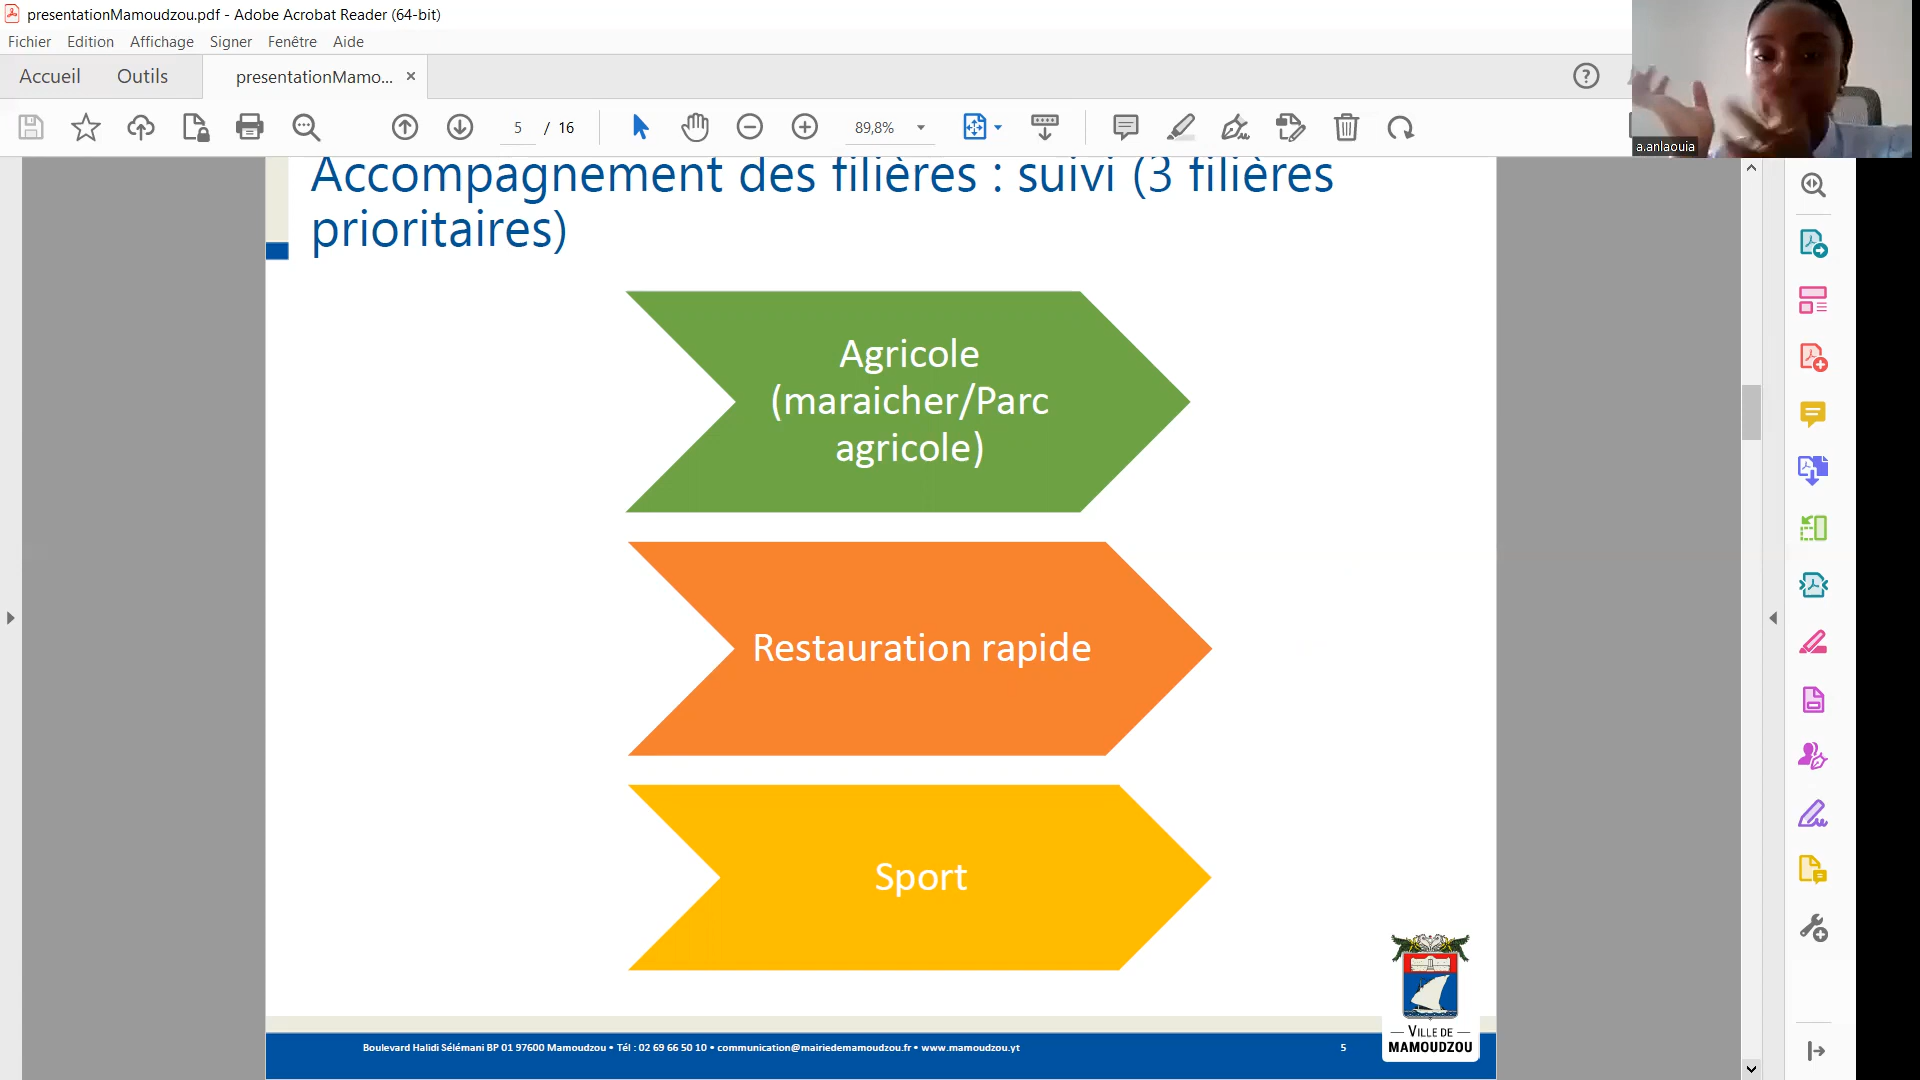 presentationMamoudzou.pdf - Adobe Acrobat Reader (64-bit)
Fichier Edition Affichage Signer Fenêtre Aide
Accueil Outils presentationMamo... ×
5 / 16 89,8%
a.anlaouia
Accompagnement des filières : suivi (3 filières
prioritaires)
Agricole
(maraicher/Parc
agricole)
Restauration rapide
Sport
VILLE DE
MAMOUDZOU
Boulevard Halidi Sélémani BP 01 97600 Mamoudzou • Tél : 02 69 66 50 10 • communication@mairiedemamoudzou.fr • www.mamoudzou.yt
5